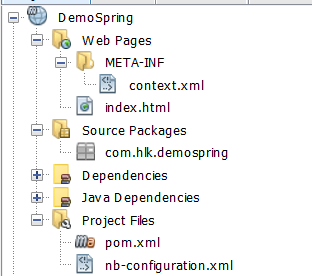 DemoSpring
Web Pages
META-INF
context.xml
index.html
Source Packages
com.hlk.demospring
Dependencies
Java Dependencies
Project Files
pom.xml
nb-configuration.xml